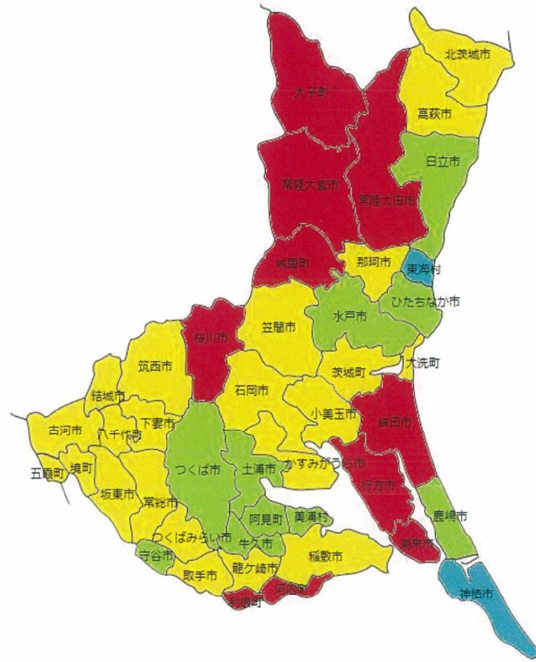 北茨城市
大子町
高萩市
日立市
常陸大宮市
常陸太田市
那珂市
東海村
城里町
ひたちなか市
笠間市
水戸市
桜川市
大洗町
筑西市
茨城町
石岡市
結城市
小美玉市
鉾田市
下妻市
古河市
八千代町
かすみがうら市
つくば市
土浦市
五霞町
境町
行方市
坂東市
常総市
鹿嶋市
阿見町
美浦村
つくばみらい市
牛久市
潮来市
守谷市
稲敷市
龍ケ崎市
取手市
河内町
神栖市
利根町